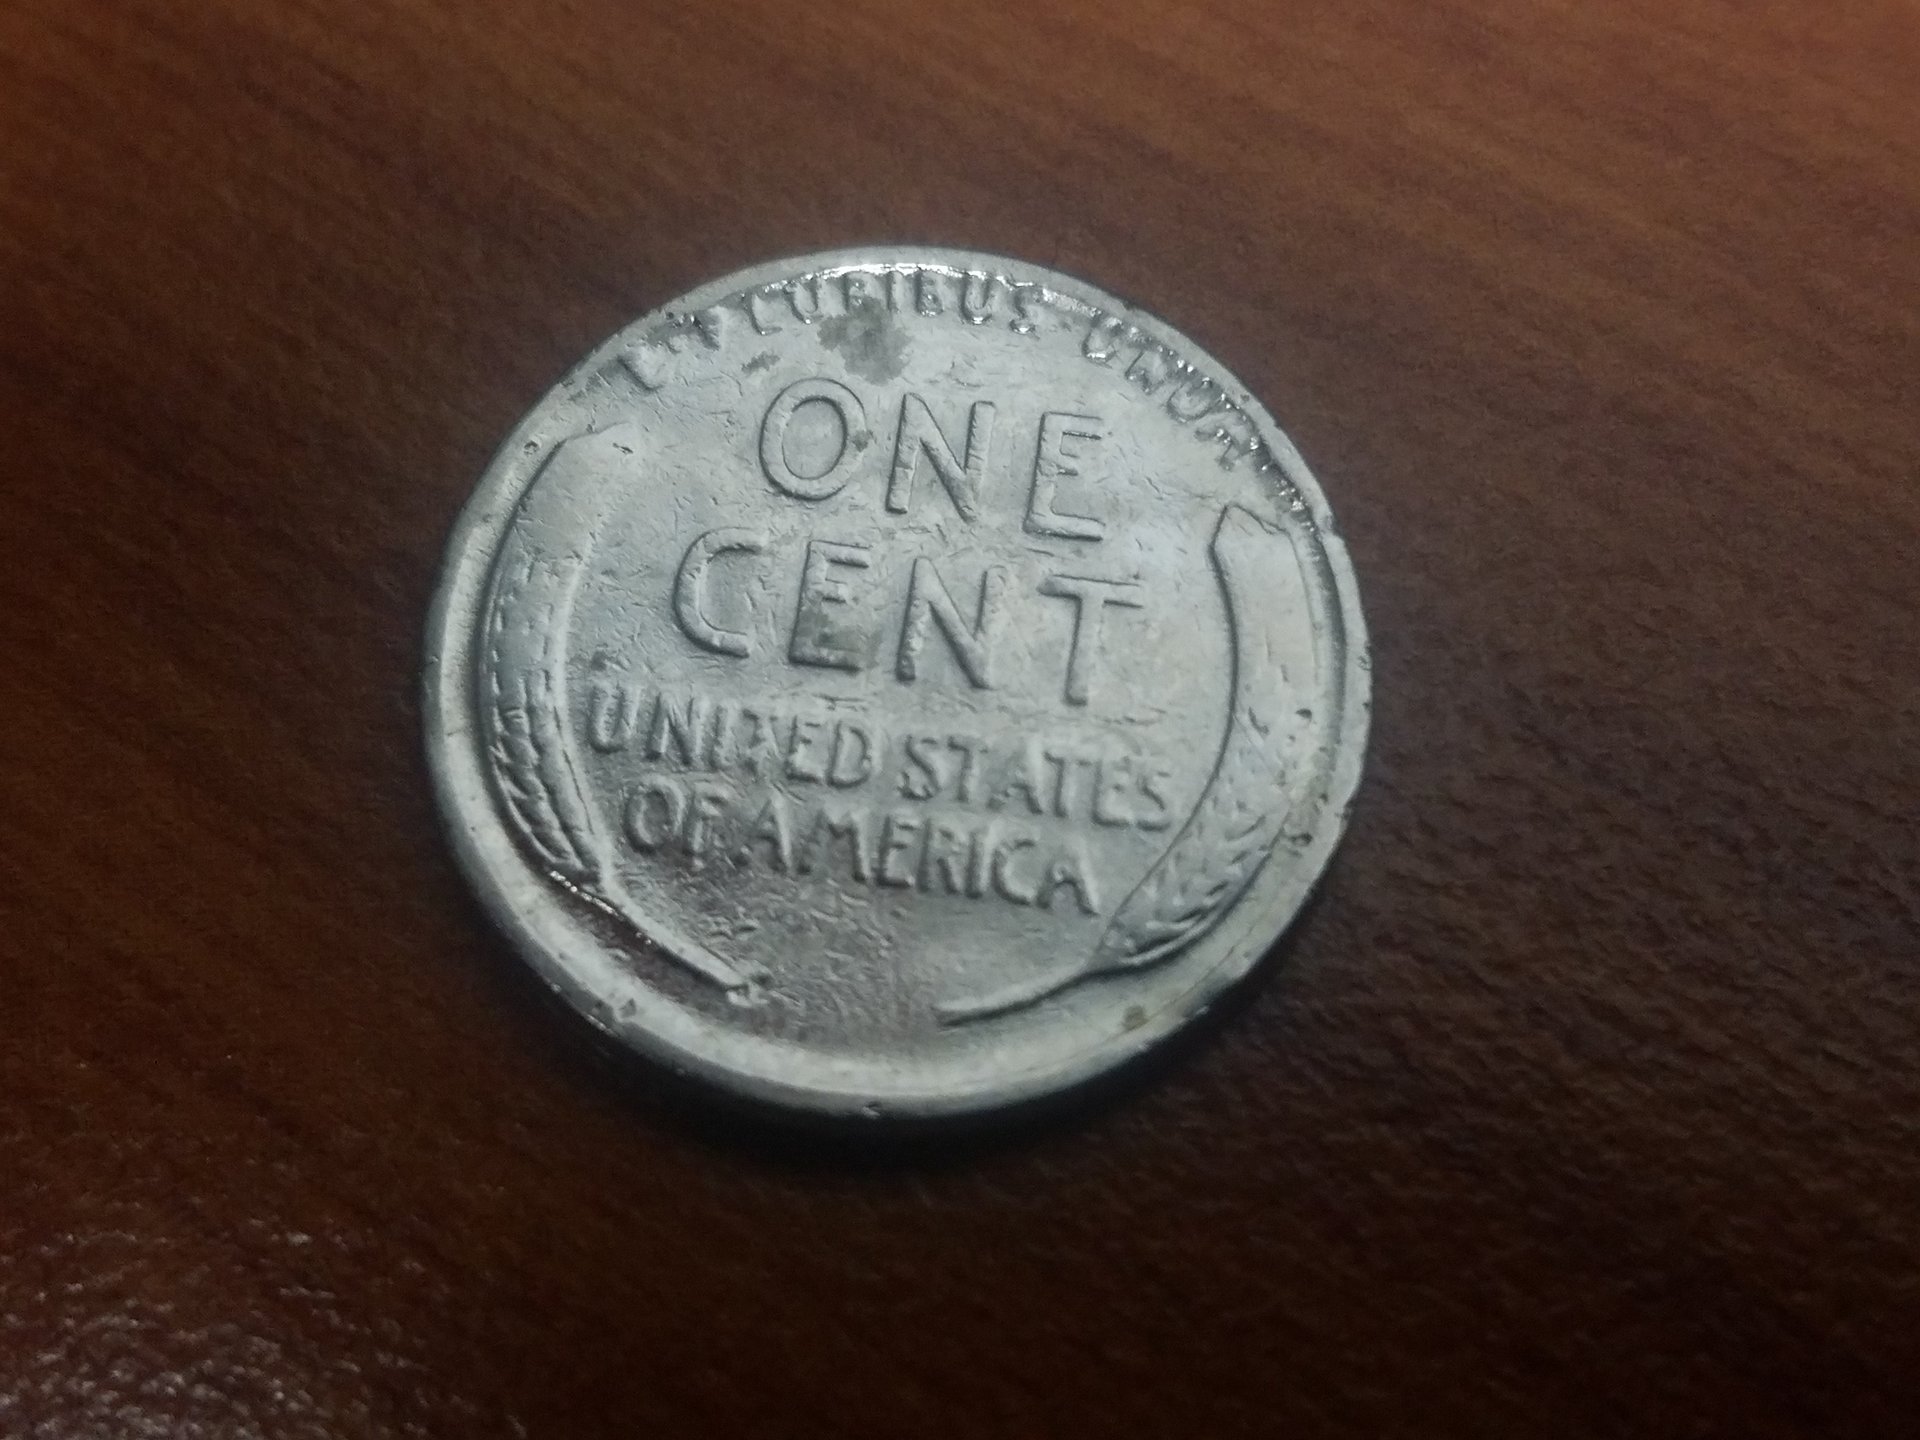 E · PLURIBUS · UNUM
ONE
CENT
UNITED STATES
OF AMERICA